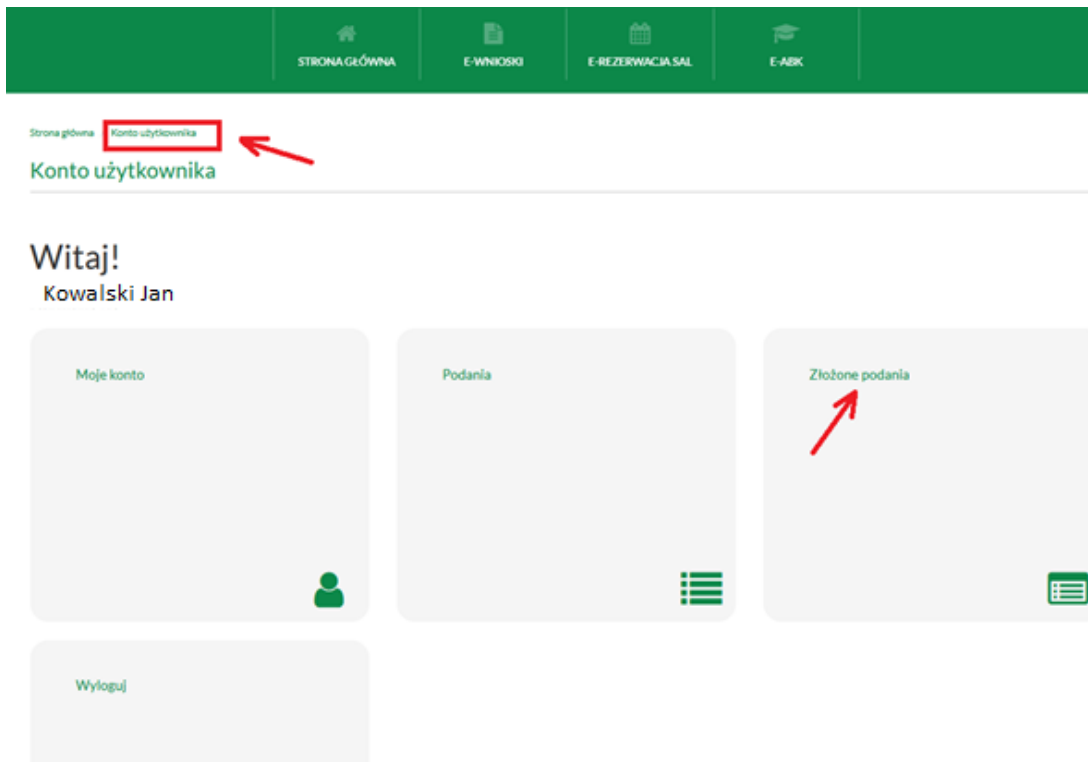 STRONA GŁÓWNA E-WNIOSKI E-REZERWACJA SAL E-ABK
Strona główna Konto użytkownika
Konto użytkownika
Witaj!
Kowalski Jan
Moje konto Podania Złożone podania
Wyloguj